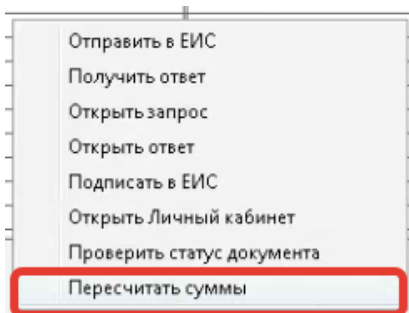 Отправить в ЕИС
Получить ответ
Открыть запрос
Открыть ответ
Подписать в ЕИС
Открыть Личный кабинет
Проверить статус документа
Пересчитать суммы